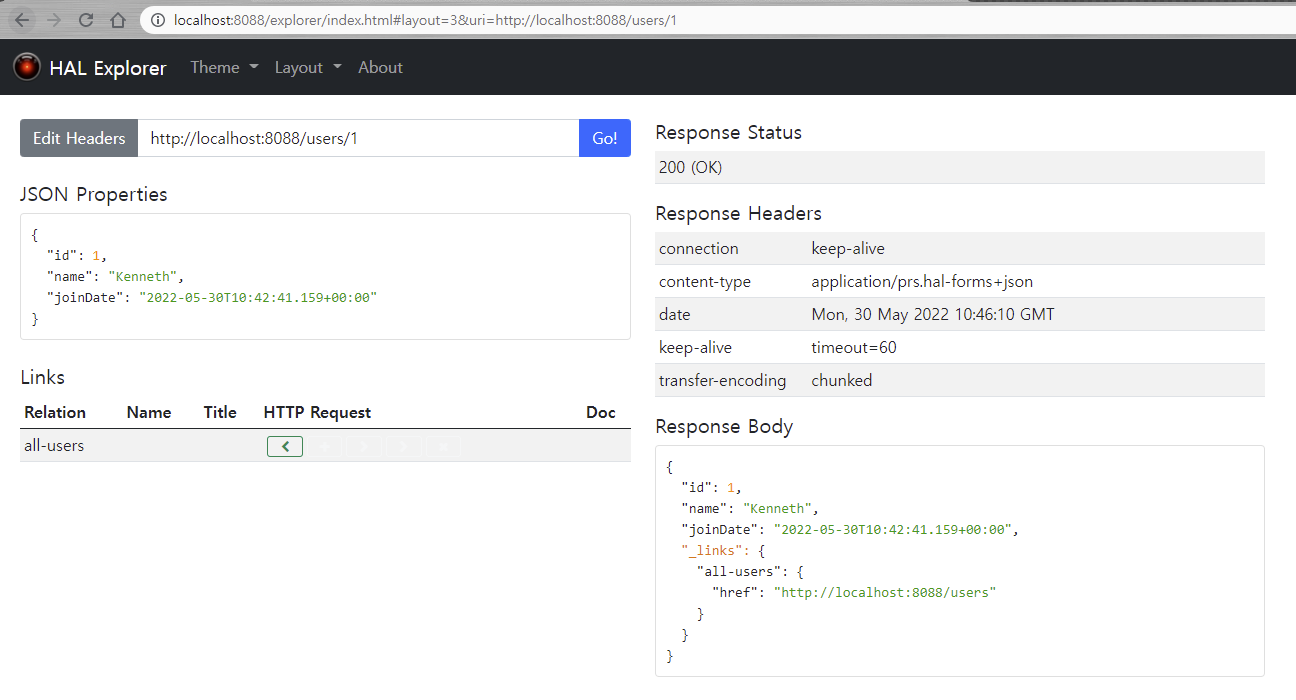 localhost:8088/explorer/index.html#layout=3&uri=http://localhost:8088/users/1
HAL Explorer Theme Layout About
Edit Headers http://localhost:8088/users/1 Go!
JSON Properties
{
"id": 1,
"name": "Kenneth",
"joinDate": "2022-05-30T10:42:41.159+00:00"
}
Links
Relation Name Title HTTP Request Doc
all-users <
Response Status
200 (OK)
Response Headers
connection keep-alive
content-type application/prs.hal-forms+json
date Mon, 30 May 2022 10:46:10 GMT
keep-alive timeout=60
transfer-encoding chunked
Response Body
{
"id": 1,
"name": "Kenneth",
"joinDate": "2022-05-30T10:42:41.159+00:00",
"_links": {
"all-users": {
"href": "http://localhost:8088/users"
}
}
}